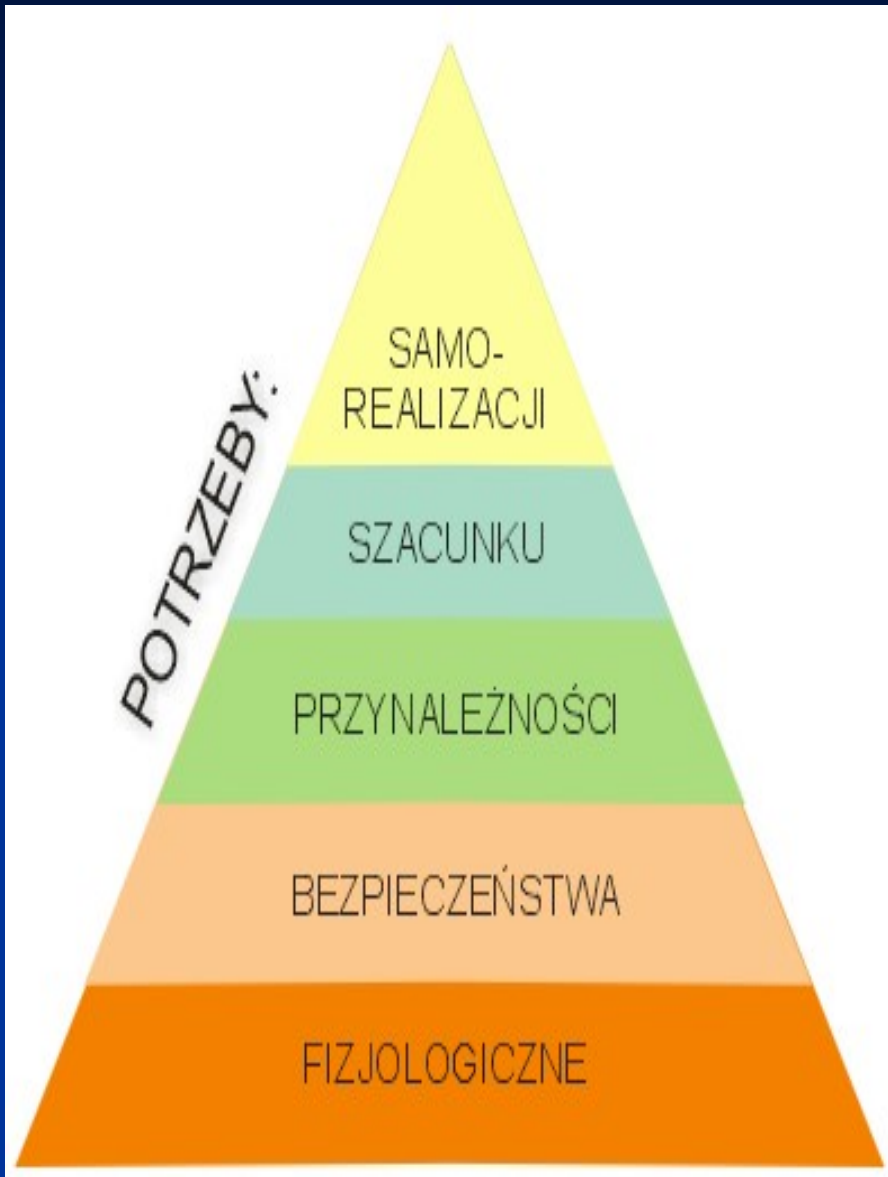 POTRZEBY:
SAMO-
REALIZACJI
SZACUNKU
PRZYNALEŻNOŚCI
BEZPIECZEŃSTWA
FIZJOLOGICZNE